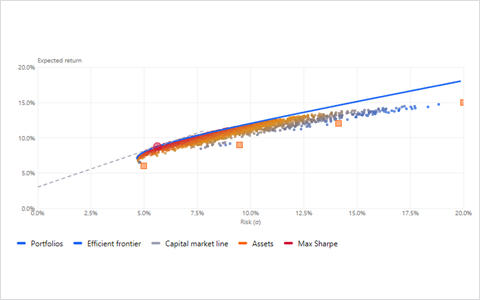 Expected return
20.0%
15.0%
10.0%
5.0%
0.0%
0.0% 2.5% 5.0% 7.5% 10.0% 12.5% 15.0% 17.5% 20.0%
Risk (σ)
Portfolios Efficient frontier Capital market line Assets Max Sharpe